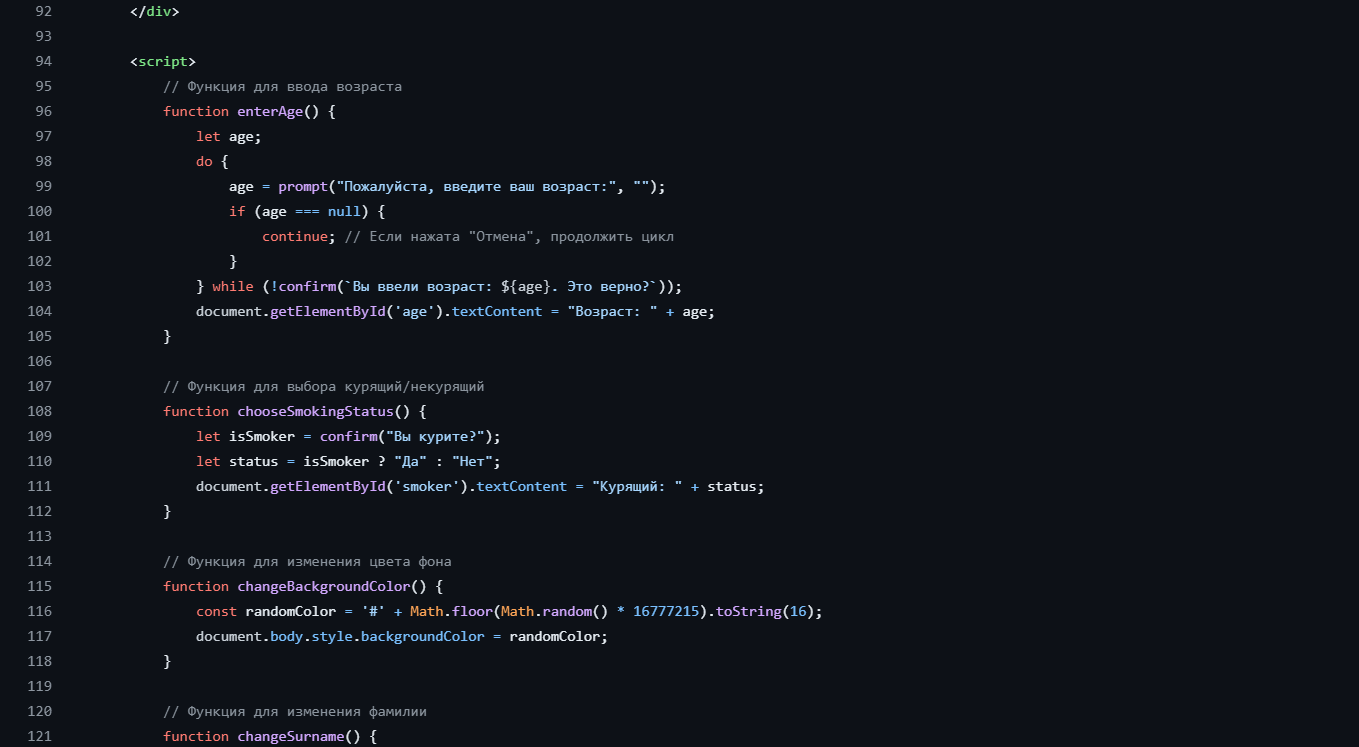 92 </div>
93
94 <script>
95 // Функция для ввода возраста
96 function enterAge() {
97 let age;
98 do {
99 age = prompt("Пожалуйста, введите ваш возраст:", "");
100 if (age === null) {
101 continue; // Если нажата "Отмена", продолжить цикл
102 }
103 } while (!confirm(`Вы ввели возраст: ${age}. Это верно?`));
104 document.getElementById('age').textContent = "Возраст: " + age;
105 }
106
107 // Функция для выбора курящий/некурящий
108 function chooseSmokingStatus() {
109 let isSmoker = confirm("Вы курите?");
110 let status = isSmoker ? "Да" : "Нет";
111 document.getElementById('smoker').textContent = "Курящий: " + status;
112 }
113
114 // Функция для изменения цвета фона
115 function changeBackgroundColor() {
116 const randomColor = '#' + Math.floor(Math.random() * 16777215).toString(16);
117 document.body.style.backgroundColor = randomColor;
118 }
119
120 // Функция для изменения фамилии
121 function changeSurname() {